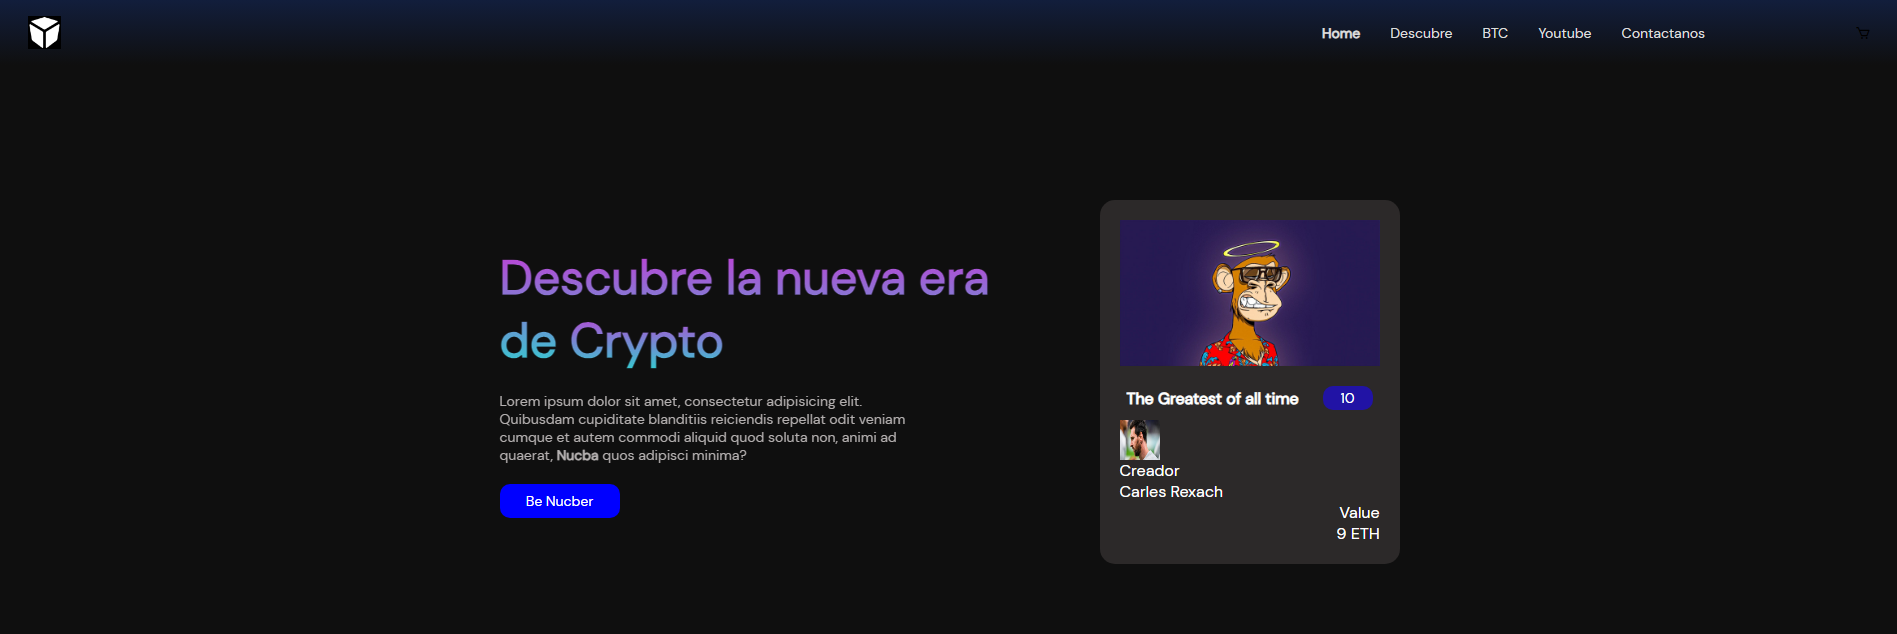 Home Descubre BTC Youtube Contactanos
Descubre la nueva era
de Crypto
Lorem ipsum dolor sit amet, consectetur adipisicing elit.
Quibusdam cupiditate blanditiis reiciendis repellat odit veniam
cumque et autem commodi aliquid quod soluta non, animi ad
quaerat, Nucba quos adipisci minima?
Be Nucber
The Greatest of all time 10
Creador
Carles Rexach
Value
9 ETH